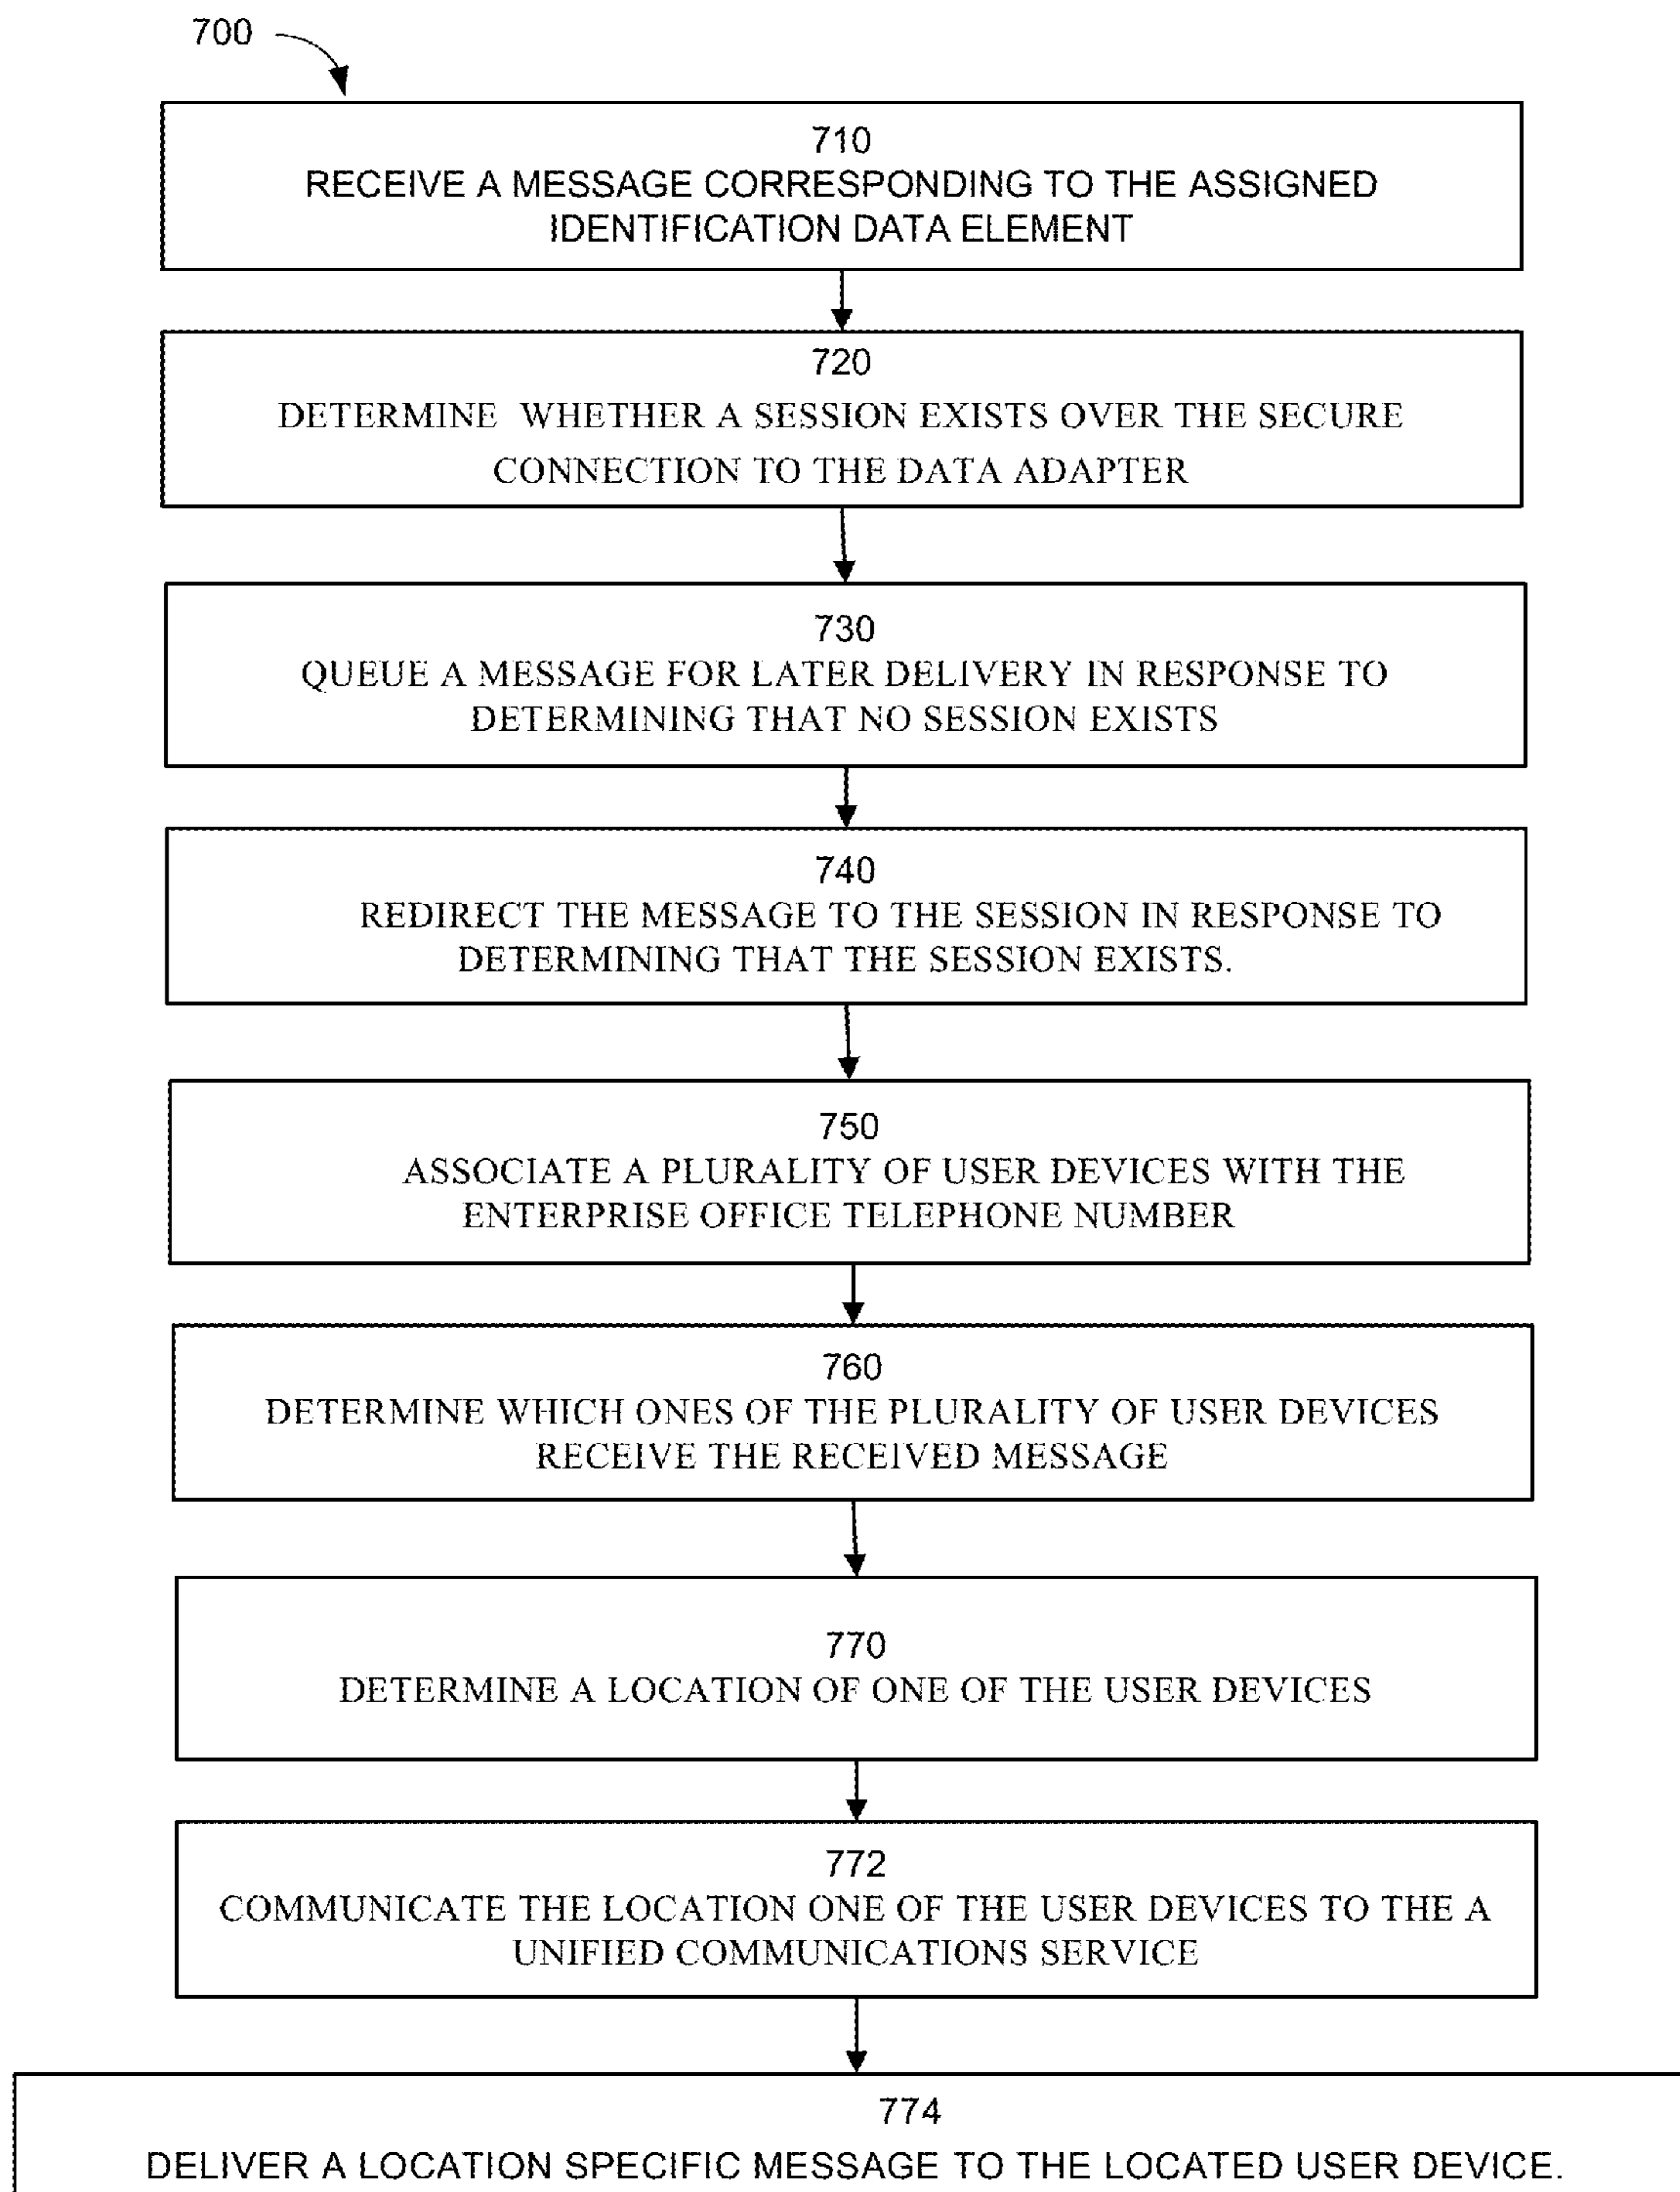 700
710
RECEIVE A MESSAGE CORRESPONDING TO THE ASSIGNED
IDENTIFICATION DATA ELEMENT
720
DETERMINE WHETHER A SESSION EXISTS OVER THE SECURE
CONNECTION TO THE DATA ADAPTER
730
QUEUE A MESSAGE FOR LATER DELIVERY IN RESPONSE TO
DETERMINING THAT NO SESSION EXISTS
740
REDIRECT THE MESSAGE TO THE SESSION IN RESPONSE TO
DETERMINING THAT THE SESSION EXISTS.
750
ASSOCIATE A PLURALITY OF USER DEVICES WITH THE
ENTERPRISE OFFICE TELEPHONE NUMBER
760
DETERMINE WHICH ONES OF THE PLURALITY OF USER DEVICES
RECEIVE THE RECEIVED MESSAGE
770
DETERMINE A LOCATION OF ONE OF THE USER DEVICES
772
COMMUNICATE THE LOCATION ONE OF THE USER DEVICES TO THE A
UNIFIED COMMUNICATIONS SERVICE
774
DELIVER A LOCATION SPECIFIC MESSAGE TO THE LOCATED USER DEVICE.